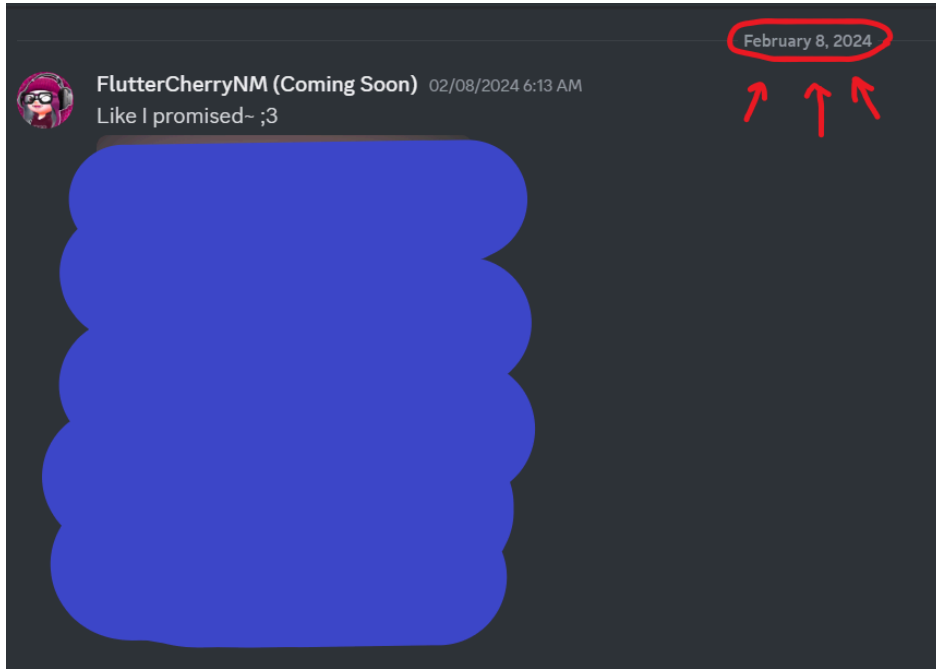 February 8, 2024
FlutterCherryNM (Coming Soon) 02/08/2024 6:13 AM
Like I promised~ ;3